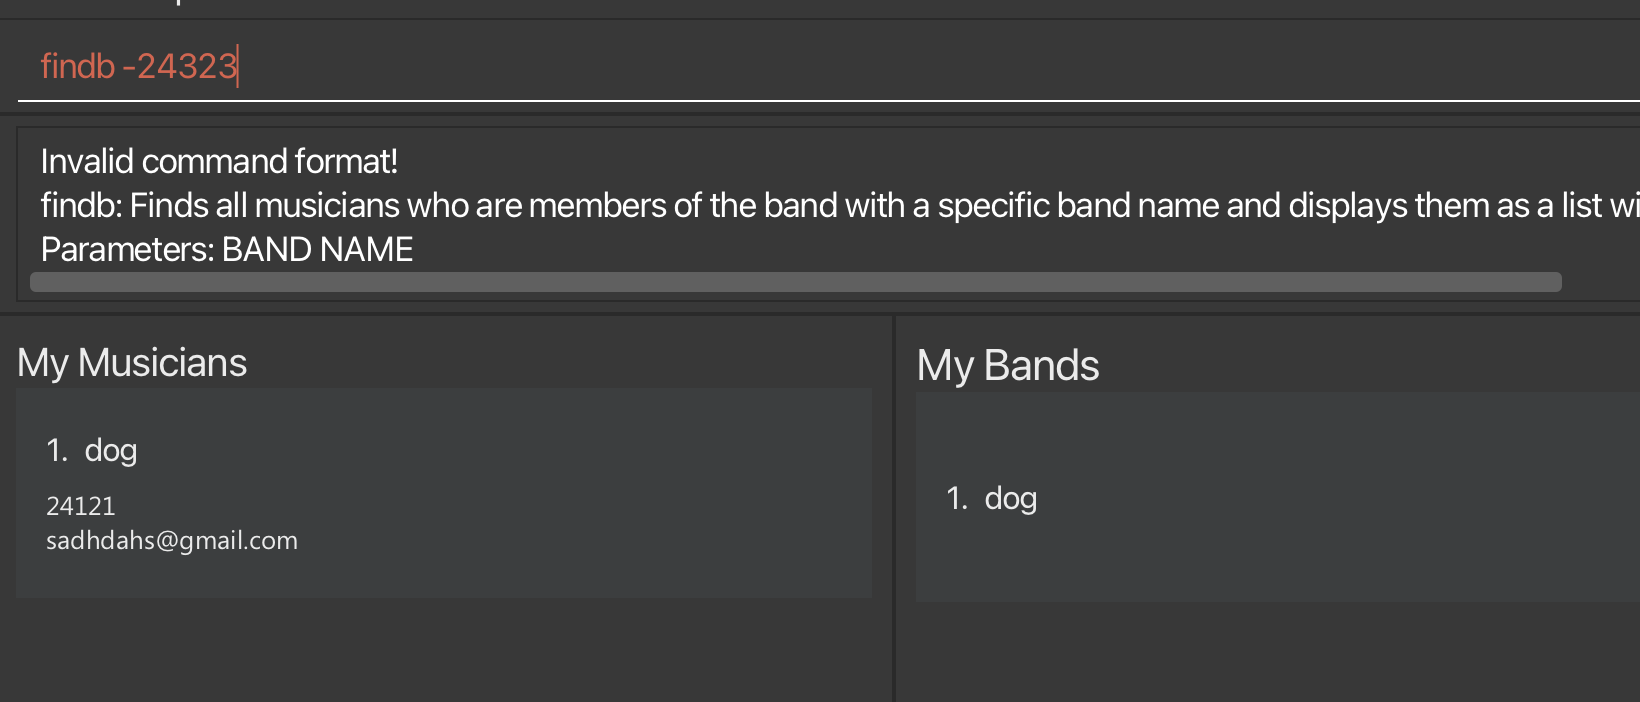 findb -24323
Invalid command format!
findb: Finds all musicians who are members of the band with a specific band name and displays them as a list
Parameters: BAND NAME
My Musicians
1. dog
24121
sadhdahs@gmail.com
My Bands
1. dog